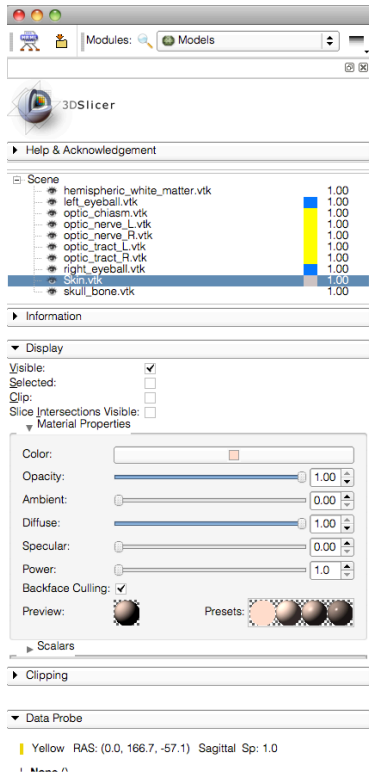 Modules: Models
3DSlicer
Help & Acknowledgement
Scene
hemispheric_white_matter.vtk 1.00
left_eyeball.vtk 1.00
optic_chiasm.vtk 1.00
optic_nerve_L.vtk 1.00
optic_nerve_R.vtk 1.00
optic_tract_L.vtk 1.00
optic_tract_R.vtk 1.00
right_eyeball.vtk 1.00
Skin.vtk 1.00
skull_bone.vtk 1.00
Information
Display
Visible:
Selected:
Clip:
Slice Intersections Visible:
Material Properties
Color:
Opacity: 1.00
Ambient: 0.00
Diffuse: 1.00
Specular: 0.00
Power: 1.0
Backface Culling:
Preview: Presets:
Scalars
Clipping
Data Probe
Yellow RAS: (0.0, 166.7, -57.1) Sagittal Sp: 1.0
None ()